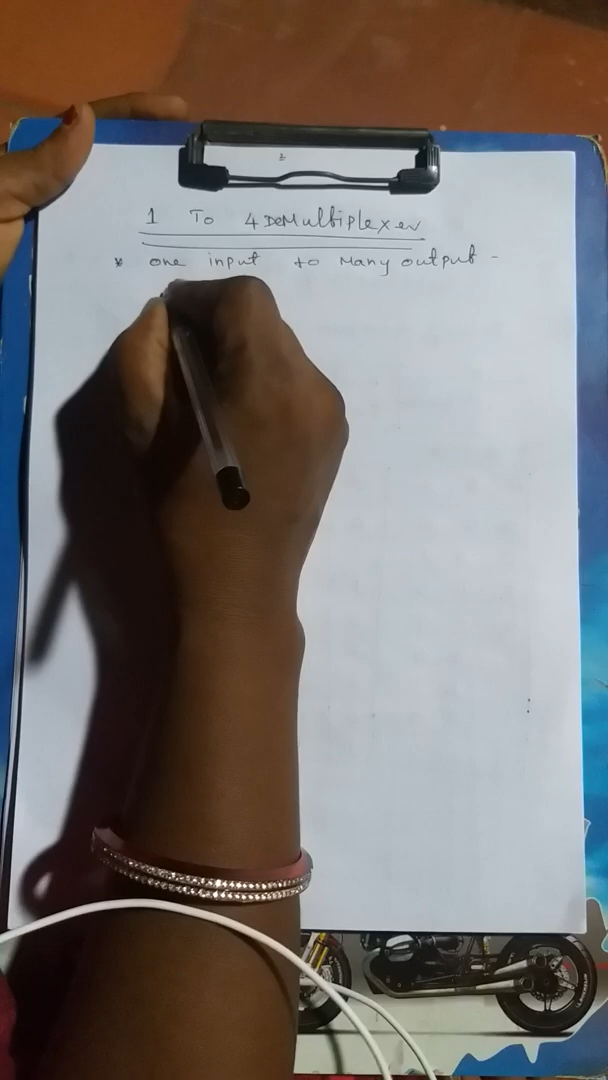 1 To 4 DeMultiplexer
* one input to Many output -